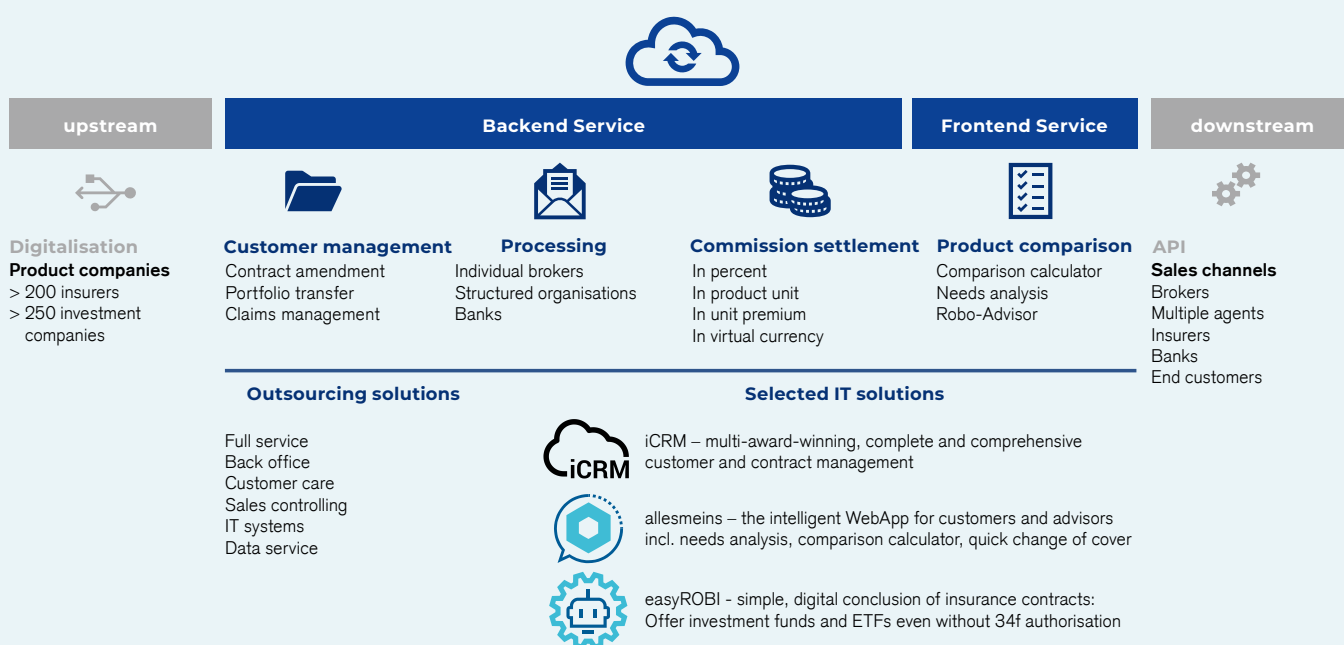 upstream
Backend Service
Frontend Service
downstream
Digitalisation
Product companies
> 200 insurers
> 250 investment
companies
Customer management
Contract amendment
Portfolio transfer
Claims management
Processing
Individual brokers
Structured organisations
Banks
Commission settlement
In percent
In product unit
In unit premium
In virtual currency
Product comparison
Comparison calculator
Needs analysis
Robo-Advisor
API
Sales channels
Brokers
Multiple agents
Insurers
Banks
End customers
Outsourcing solutions
Full service
Back office
Customer care
Sales controlling
IT systems
Data service
Selected IT solutions
iCRM
iCRM – multi-award-winning, complete and comprehensive
customer and contract management
allesmeins – the intelligent WebApp for customers and advisors
incl. needs analysis, comparison calculator, quick change of cover
easyROBI - simple, digital conclusion of insurance contracts:
Offer investment funds and ETFs even without 34f authorisation